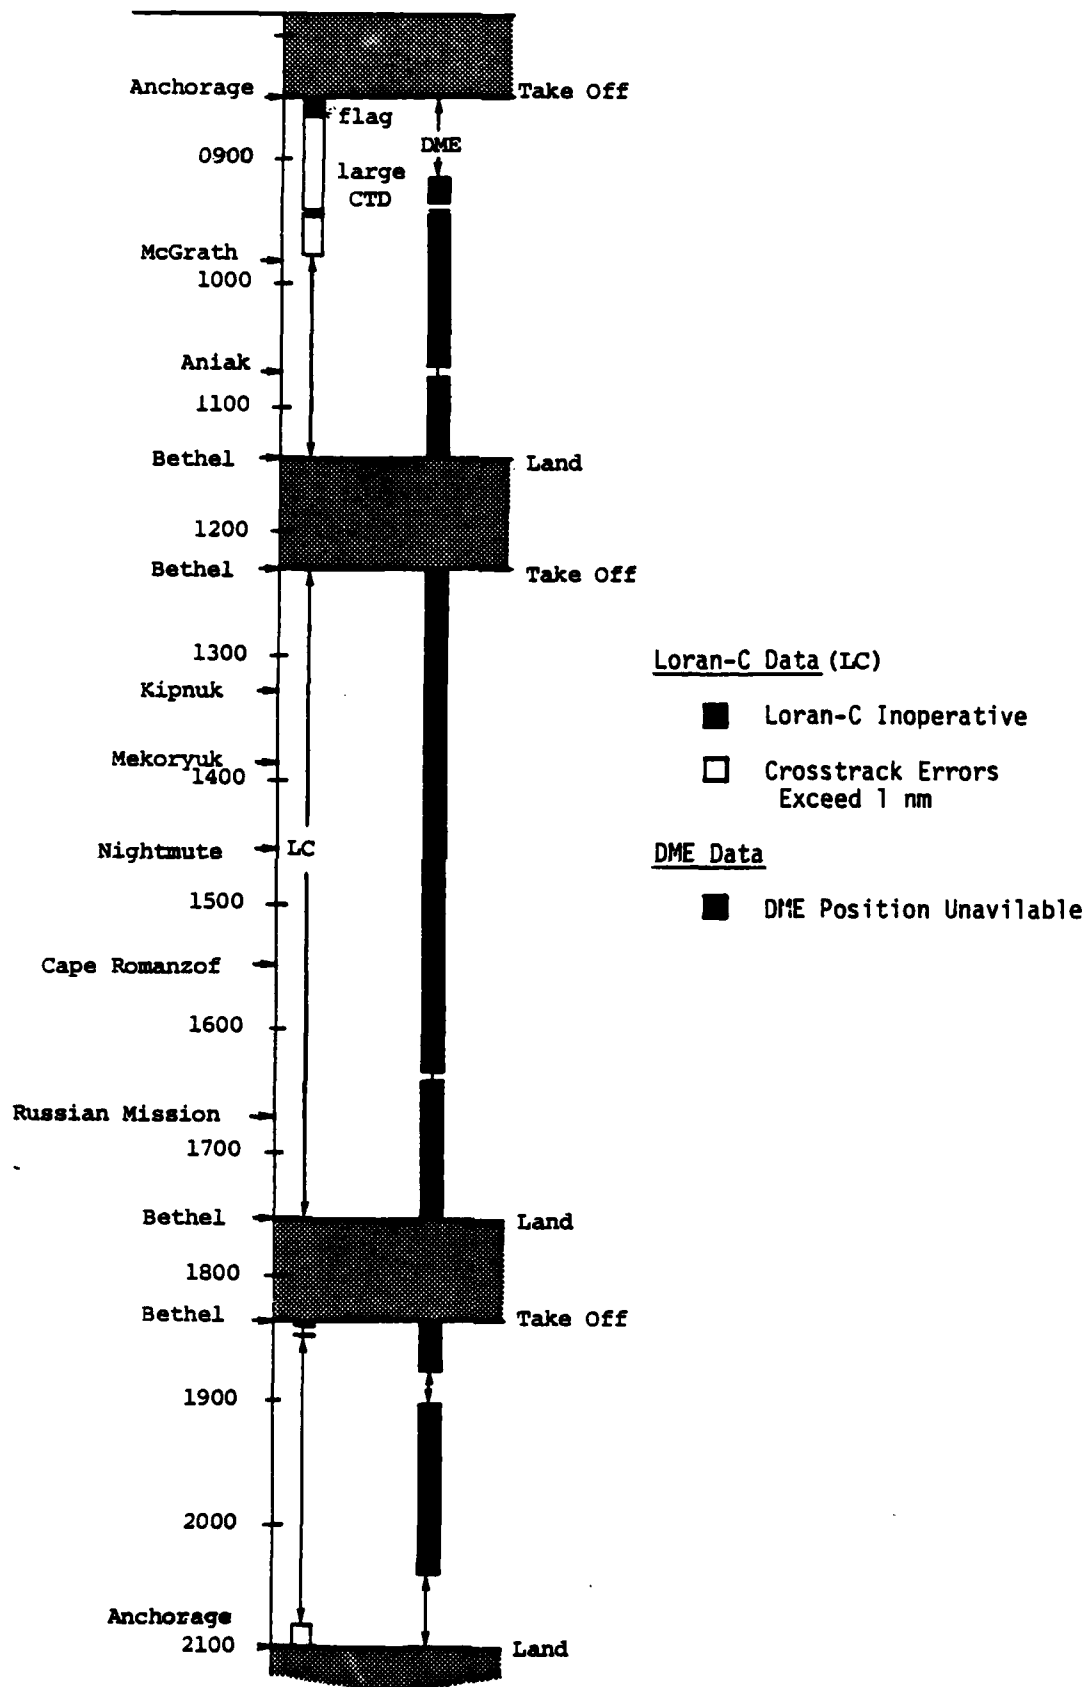 Anchorage Take Off
flag
DME
0900
large
CTD
McGrath
1000
Aniak
1100
Bethel Land
1200
Bethel Take Off
1300
Kipnuk
Mekoryuk
1400
Nightmute LC
1500
Cape Romanzof
1600
Russian Mission
1700
Bethel Land
1800
Bethel Take Off
1900
2000
Anchorage
2100 Land
Loran-C Data (LC)
Loran-C Inoperative
Crosstrack Errors
Exceed 1 nm
DME Data
DME Position Unavilable